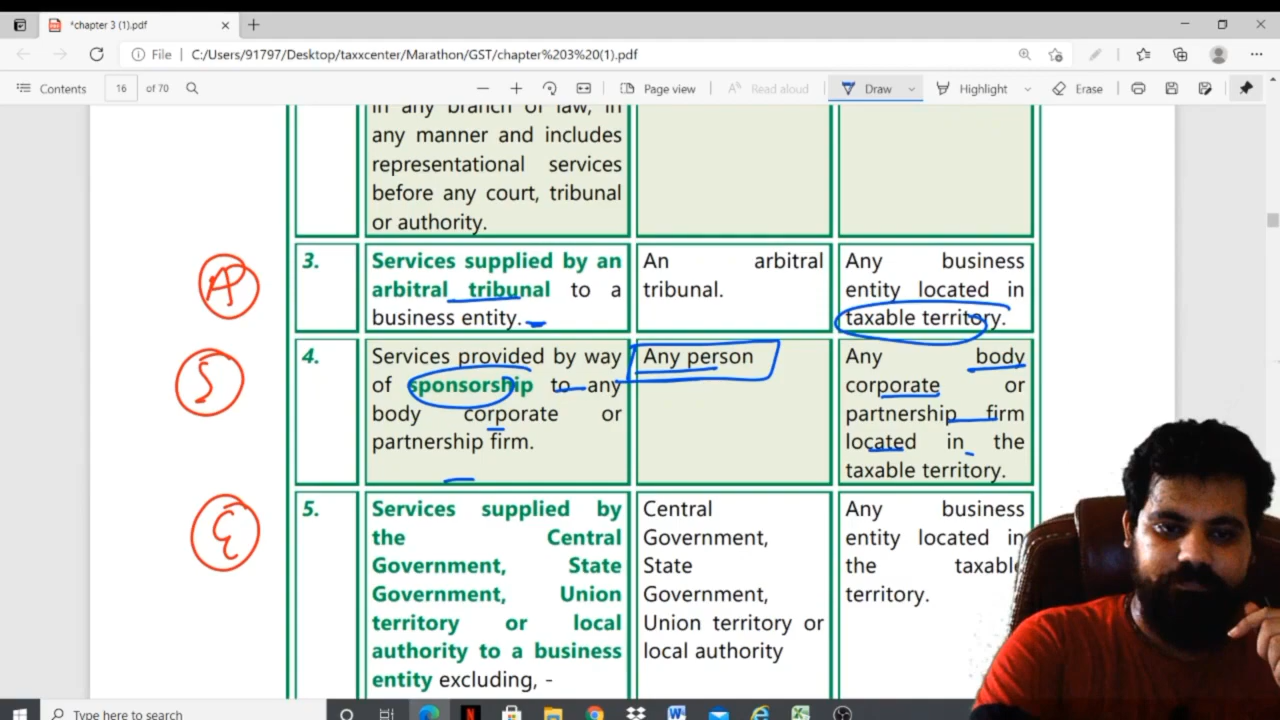 *chapter 3 (1).pdf
File C:/Users/91797/Desktop/taxxcenter/Marathon/GST/chapter%203%20(1).pdf
Contents 16 of 70 Page view Read aloud Draw Highlight Erase
in any branch of law, in
any manner and includes
representational services
before any court, tribunal
or authority.
3.
Services supplied by an
arbitral tribunal to a
business entity.
An arbitral
tribunal.
Any business
entity located in
taxable territory.
S
4.
Services provided by way
of sponsorship to any
body corporate or
partnership firm.
Any person
Any body
corporate or
partnership firm
located in the
taxable territory.
5.
Services supplied by
the Central
Government, State
Government, Union
territory or local
authority to a business
entity excluding, -
Central
Government,
State
Government,
Union territory or
local authority
Any business
entity located in
the taxable
territory.
Type here to search